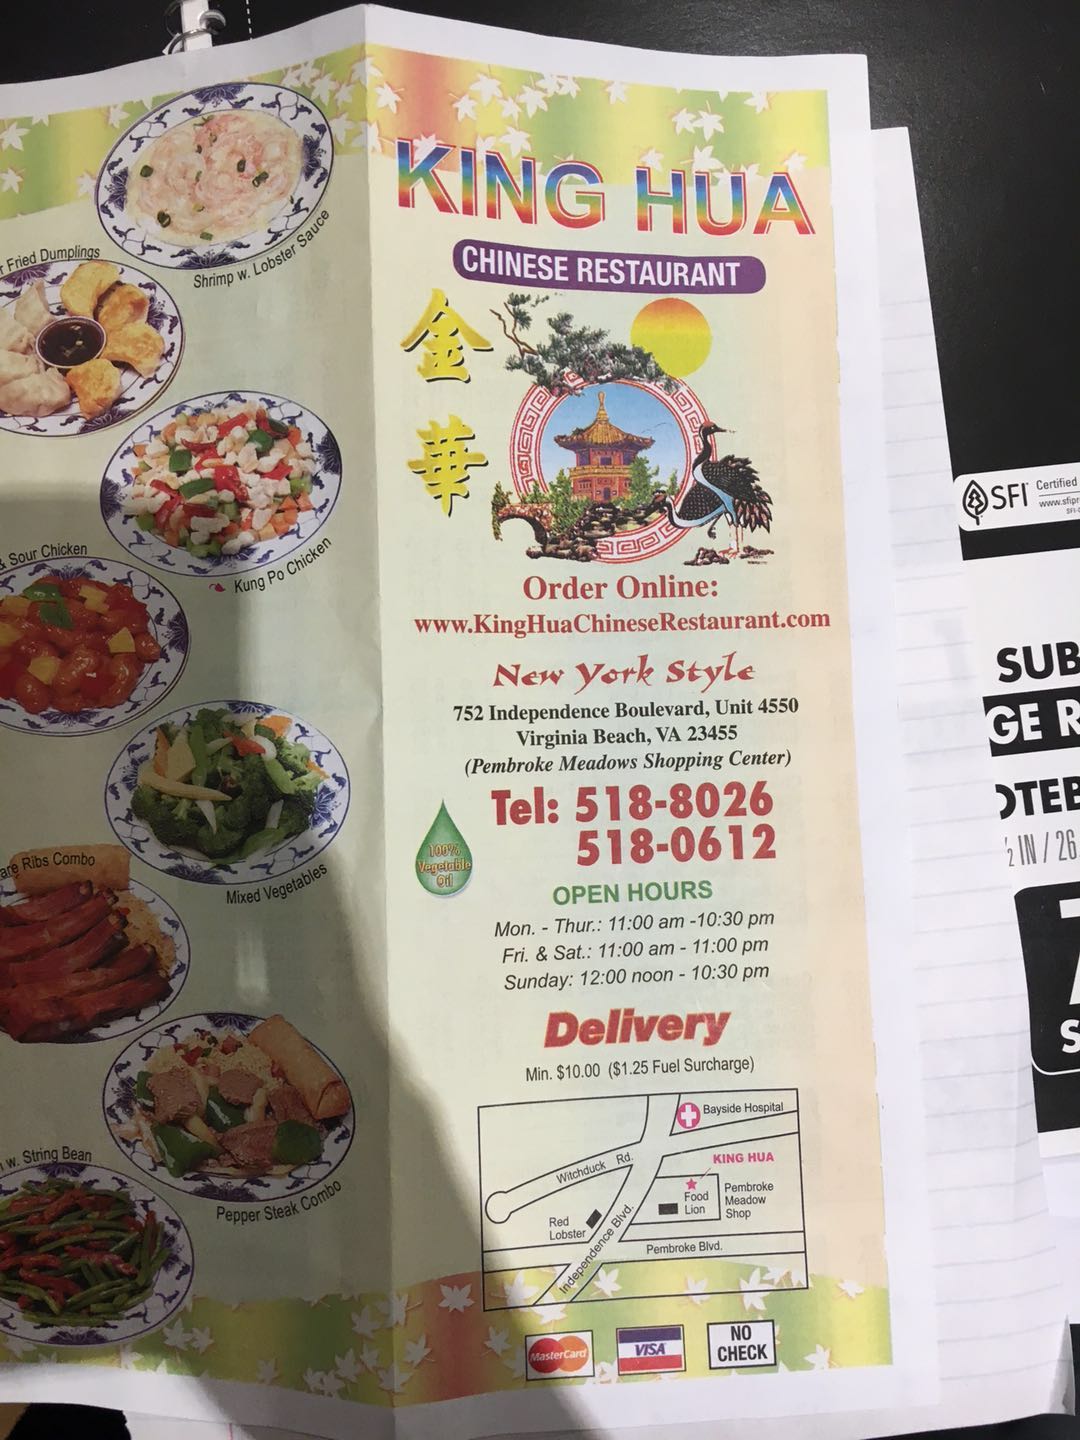 Shrimp w. Lobster Sauce
Fried Dumplings
Kung Po Chicken
& Sour Chicken
Mixed Vegetables
Ribs Combo
Pepper Steak Combo
w. String Bean
KING HUA
CHINESE RESTAURANT
金
華
Order Online:
www.KingHuaChineseRestaurant.com
New York Style
752 Independence Boulevard, Unit 4550
Virginia Beach, VA 23455
(Pembroke Meadows Shopping Center)
Tel: 518-8026
518-0612
100%
Vegetable
Oil
OPEN HOURS
Mon. - Thur.: 11:00 am -10:30 pm
Fri. & Sat.: 11:00 am - 11:00 pm
Sunday: 12:00 noon - 10:30 pm
Delivery
Min. $10.00 ($1.25 Fuel Surcharge)
Bayside Hospital
Witchduck Rd.
KING HUA
Food
Lion
Pembroke
Meadow
Shop
Red
Lobster
Independence Blvd.
Pembroke Blvd.
MasterCard
VISA
NO
CHECK
SFI
Certified
www.sfipr
SUB
GE R
OTEB
IN / 26